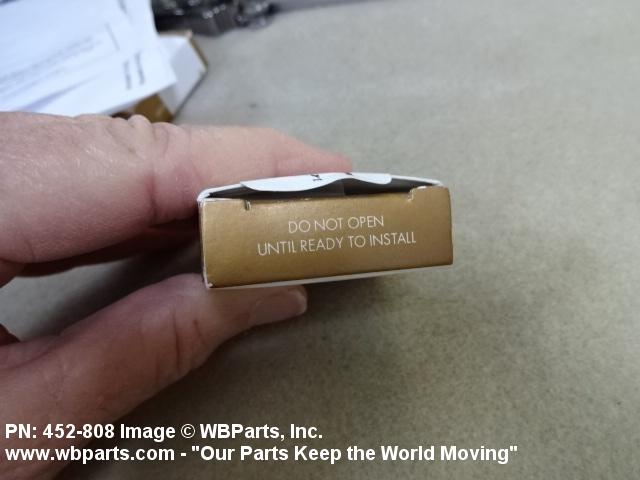 DO NOT OPEN
UNTIL READY TO INSTALL
PN: 452-808 Image © WBParts, Inc.
www.wbparts.com - "Our Parts Keep the World Moving"